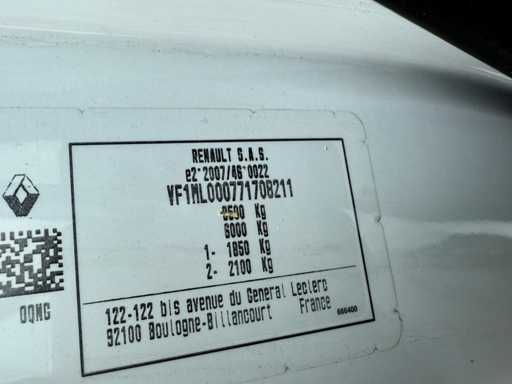 RENAULT S.A.S.
e2*2007/46*0022
VF1ML000771708211
3500 Kg
6000 Kg
1- 1850 Kg
2- 2100 Kg
122-122 bis avenue du General Leclerc
92100 Boulogne-Billancourt France
666400
0QNG